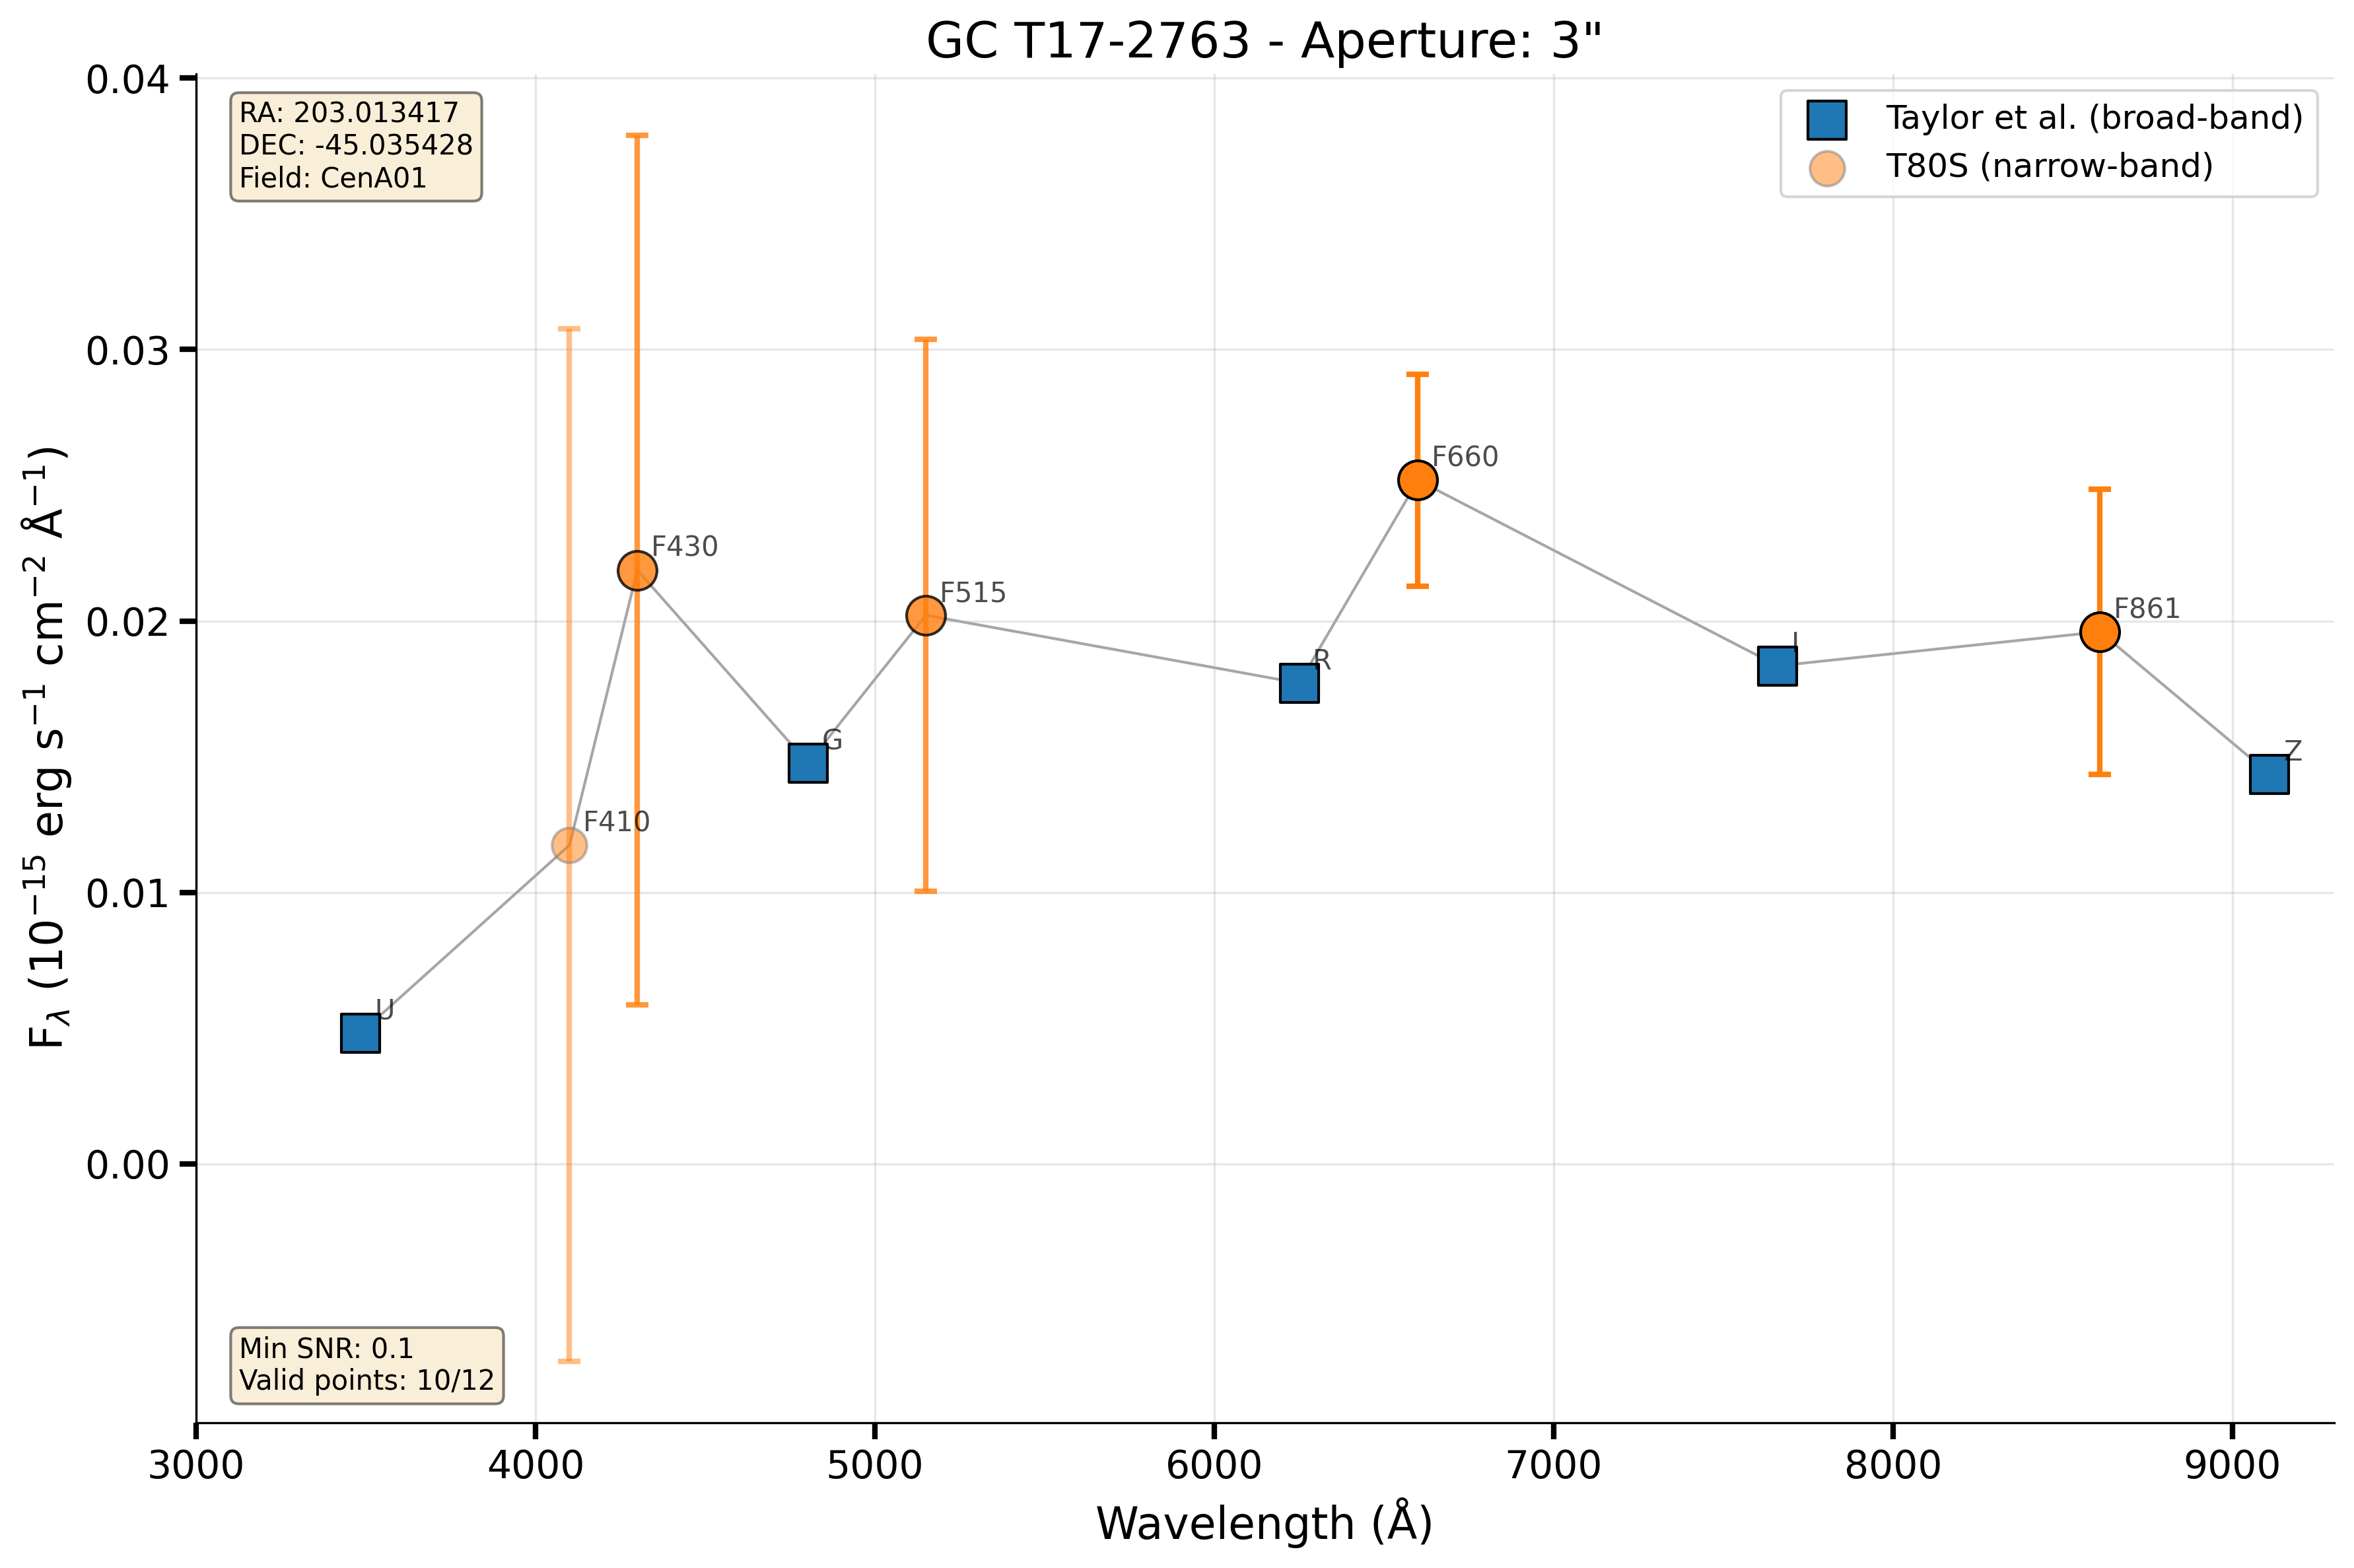 GC T17-2763 - Aperture: 3"
RA: 203.013417
DEC: -45.035428
Field: CenA01
Taylor et al. (broad-band)
T80S (narrow-band)
F$_{\lambda}$ (10$^{-15}$ erg s$^{-1}$ cm$^{-2}$ Å$^{-1}$)
0.04
0.03
0.02
0.01
0.00
U
F410
F430
G
F515
R
F660
I
F861
Z
Min SNR: 0.1
Valid points: 10/12
3000 4000 5000 6000 7000 8000 9000
Wavelength (Å)